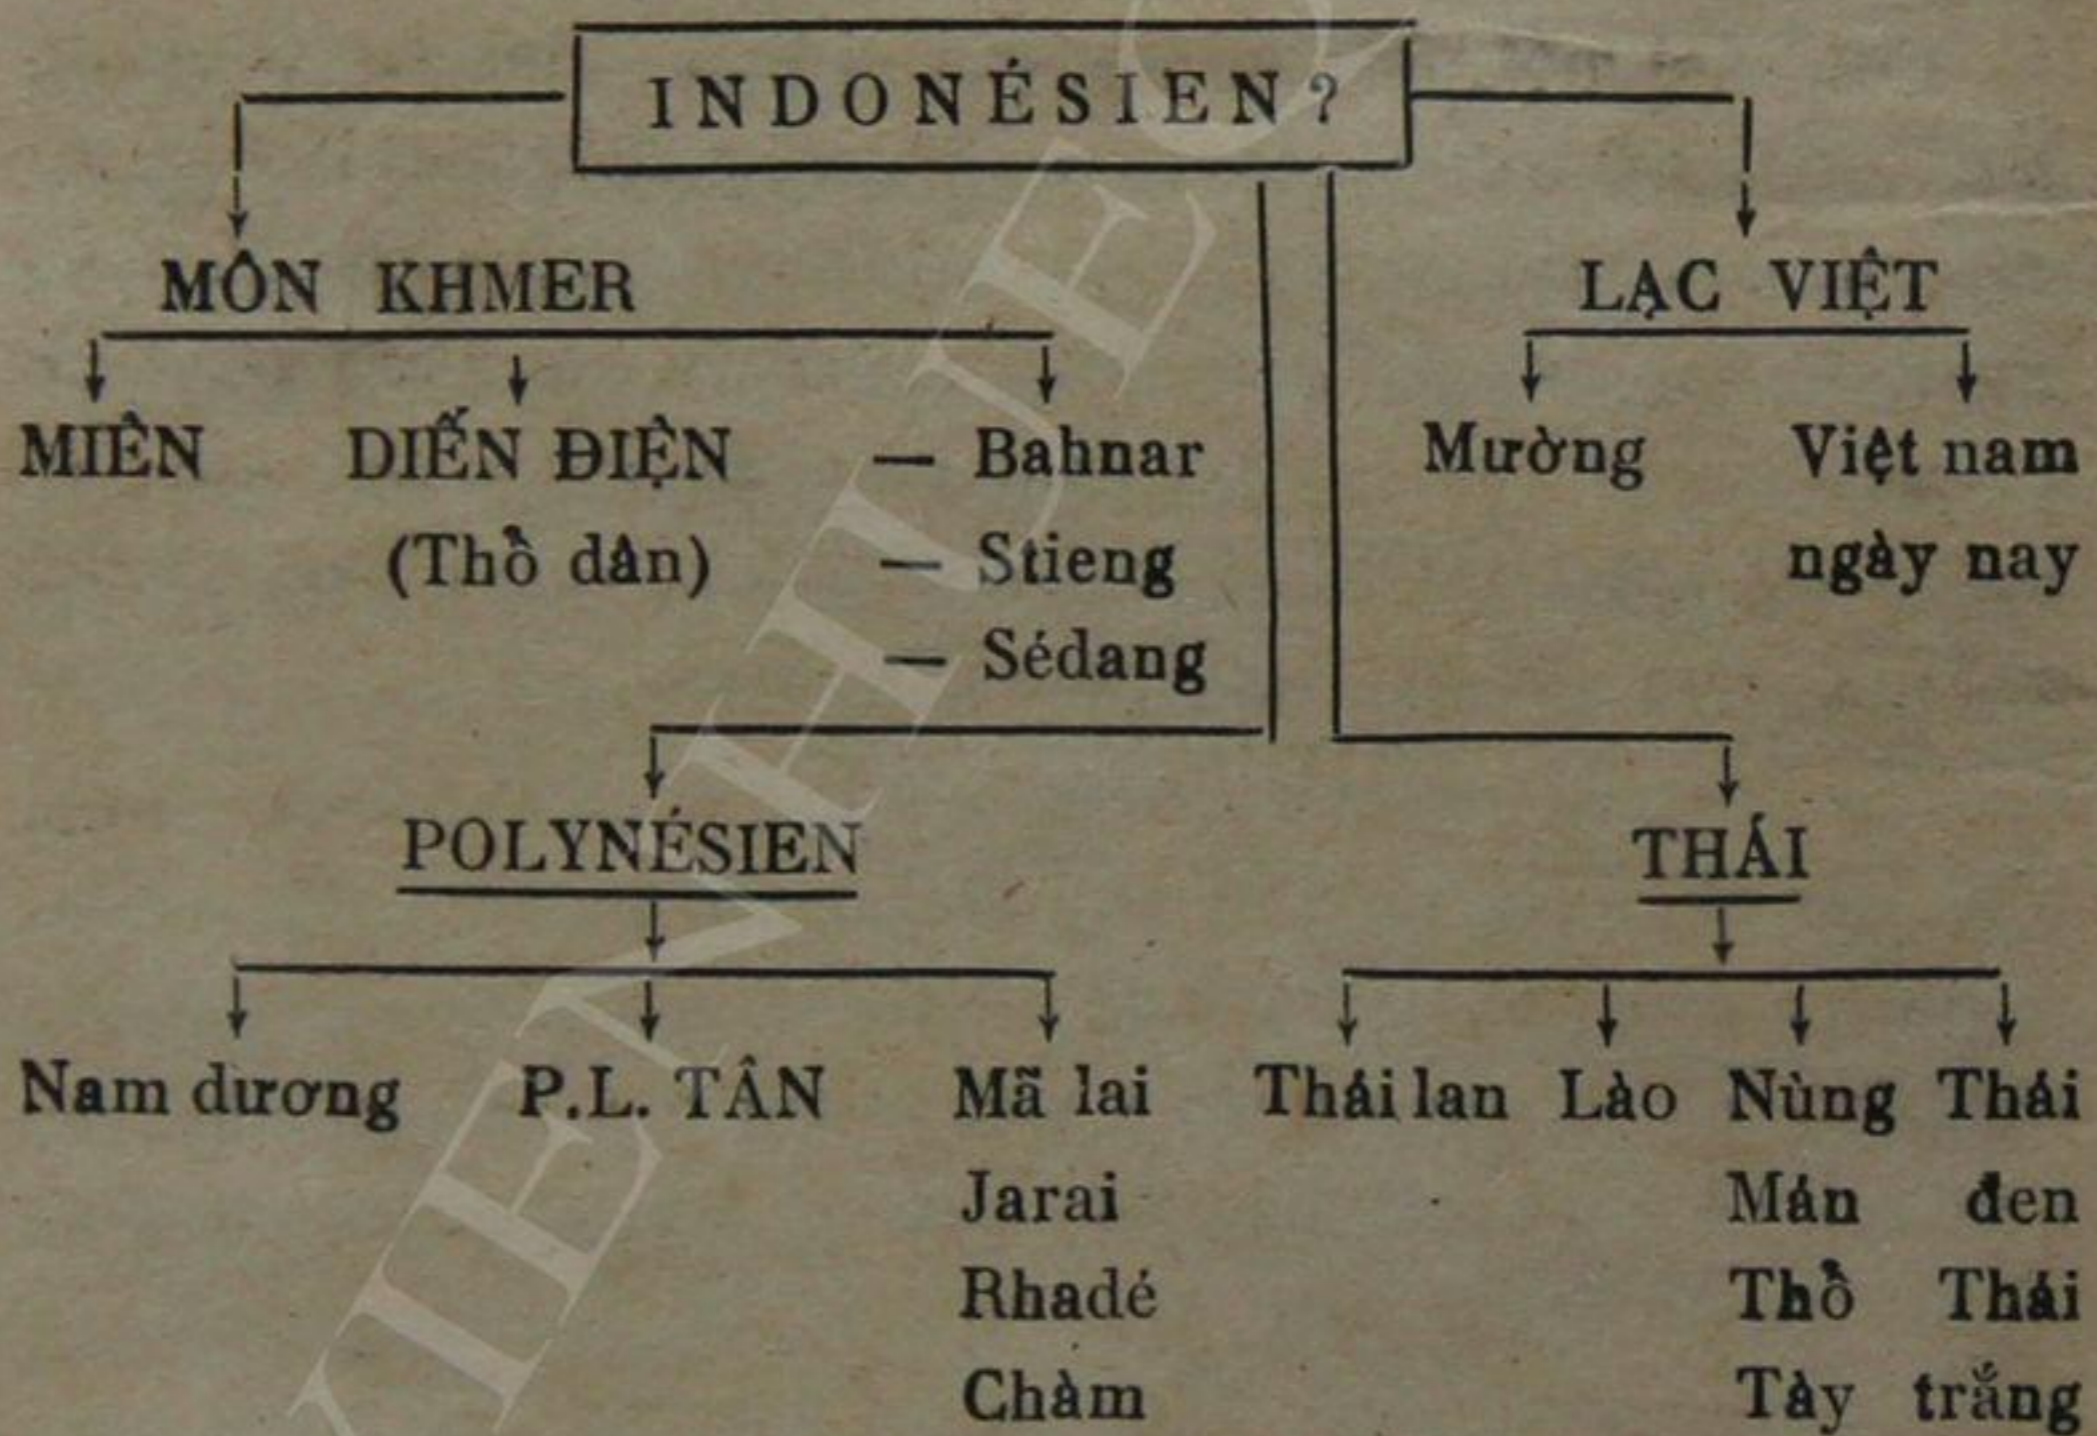 INDONÉSIEN ?
MÔN KHMER LẠC VIỆT
MIÊN DIẾN ĐIỆN — Bahnar Mường Việt nam
(Thổ dân) — Stieng ngày nay
— Sédang
POLYNÉSIEN THÁI
Nam dương P.L. TÂN Mã lai Thái lan Lào Nùng Thái
Jarai Mán đen
Rhadé Thổ Thái
Chàm Tày trắng